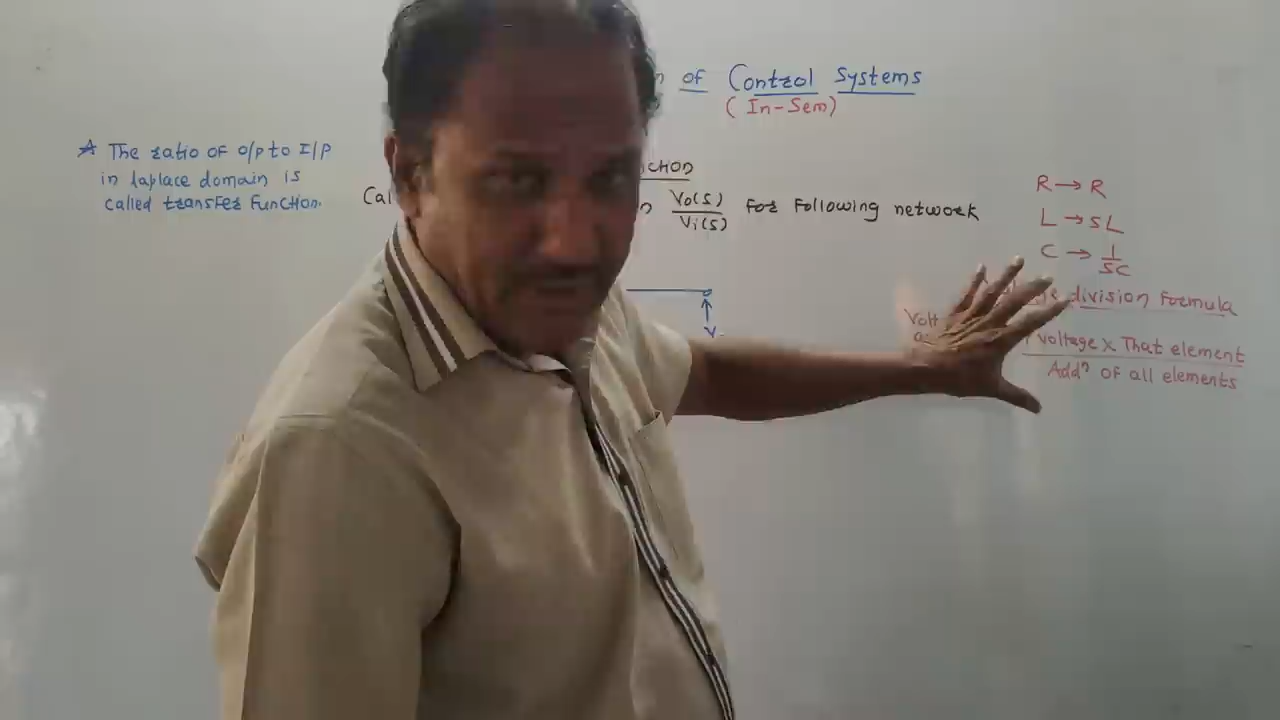 of Control Systems
(In-Sem)
* The ratio of o/p to I/p
in laplace domain is
called transfer function.
Vo(s)
Vi(s)
for following network
R → R
L → sL
C → 1/sC
division formula
voltage x That element
Addn of all elements